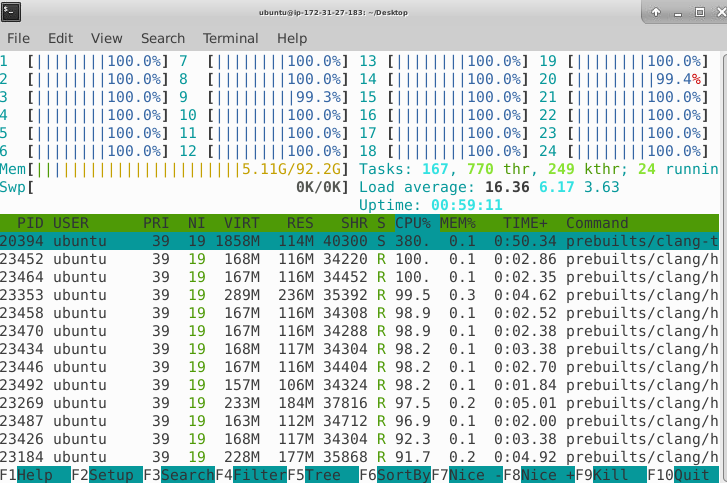 ubuntu@ip-172-31-27-183: ~/Desktop
File Edit View Search Terminal Help
1 [||||||||100.0%] 7 [||||||||100.0%] 13 [||||||||100.0%] 19 [||||||||100.0%]
2 [||||||||100.0%] 8 [||||||||100.0%] 14 [||||||||100.0%] 20 [|||||||||99.4%]
3 [||||||||100.0%] 9 [|||||||||99.3%] 15 [||||||||100.0%] 21 [||||||||100.0%]
4 [||||||||100.0%] 10 [||||||||100.0%] 16 [||||||||100.0%] 22 [||||||||100.0%]
5 [||||||||100.0%] 11 [||||||||100.0%] 17 [||||||||100.0%] 23 [||||||||100.0%]
6 [||||||||100.0%] 12 [||||||||100.0%] 18 [||||||||100.0%] 24 [||||||||100.0%]
Mem[|||||||||||||||||||||||5.11G/92.2G] Tasks: 167, 770 thr, 249 kthr; 24 runnin
Swp[ 0K/0K] Load average: 16.36 6.17 3.63
Uptime: 00:59:11
PID USER PRI NI VIRT RES SHR S CPU% MEM% TIME+ Command
20394 ubuntu 39 19 1858M 114M 40300 S 380. 0.1 0:50.34 prebuilts/clang-t
23452 ubuntu 39 19 168M 116M 34220 R 100. 0.1 0:02.86 prebuilts/clang/h
23464 ubuntu 39 19 167M 116M 34452 R 100. 0.1 0:02.35 prebuilts/clang/h
23353 ubuntu 39 19 289M 236M 35392 R 99.5 0.3 0:04.62 prebuilts/clang/h
23458 ubuntu 39 19 167M 116M 34308 R 98.9 0.1 0:02.52 prebuilts/clang/h
23470 ubuntu 39 19 167M 116M 34288 R 98.9 0.1 0:02.38 prebuilts/clang/h
23434 ubuntu 39 19 168M 117M 34304 R 98.2 0.1 0:03.38 prebuilts/clang/h
23446 ubuntu 39 19 167M 116M 34404 R 98.2 0.1 0:02.70 prebuilts/clang/h
23492 ubuntu 39 19 157M 106M 34324 R 98.2 0.1 0:01.84 prebuilts/clang/h
23269 ubuntu 39 19 233M 184M 37816 R 97.5 0.2 0:05.01 prebuilts/clang/h
23487 ubuntu 39 19 163M 112M 34712 R 96.9 0.1 0:02.00 prebuilts/clang/h
23426 ubuntu 39 19 168M 117M 34304 R 92.3 0.1 0:03.38 prebuilts/clang/h
23184 ubuntu 39 19 228M 177M 35868 R 91.7 0.2 0:04.92 prebuilts/clang/h
F1Help F2Setup F3SearchF4FilterF5Tree F6SortByF7Nice -F8Nice +F9Kill F10Quit